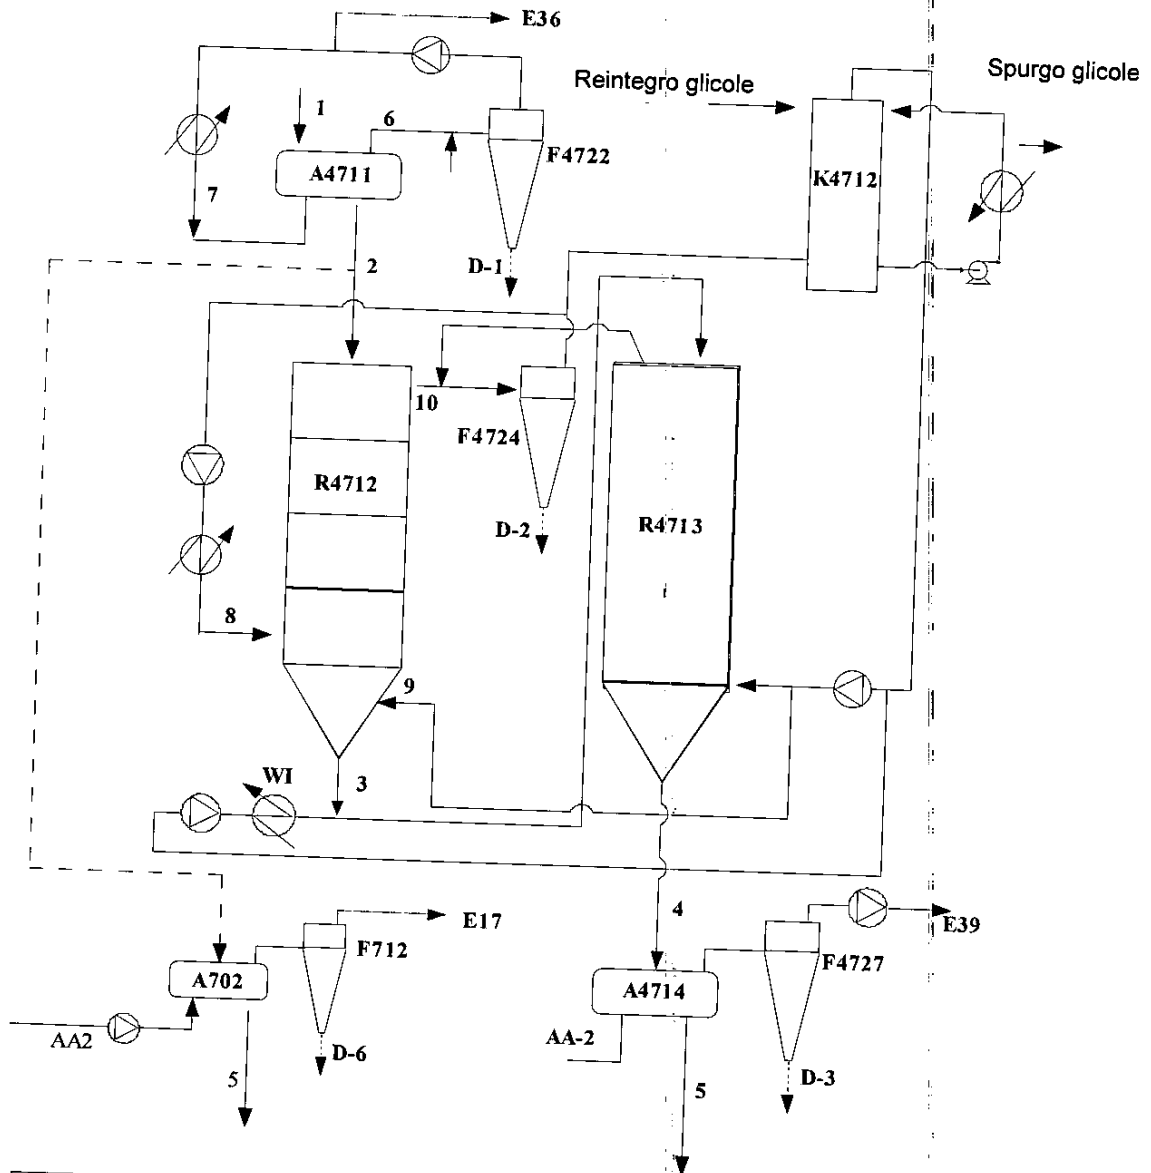 E36
Reintegro glicole
Spurgo glicole
1
6
F4722
A4711
K4712
7
D-1
2
10
F4724
R4712
D-2
R4713
8
9
WI
3
4
E17
E39
F712
F4727
A702
A4714
AA2
AA-2
D-6
D-3
5
5